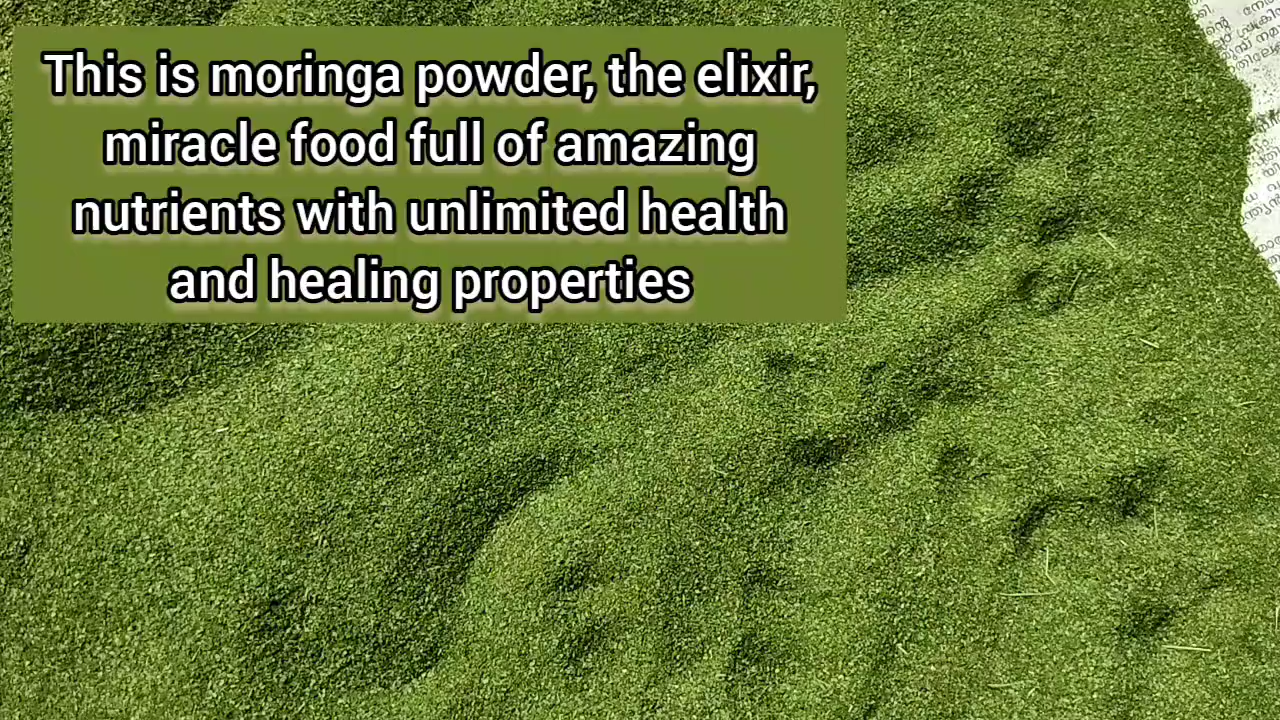 This is moringa powder, the elixir,
miracle food full of amazing
nutrients with unlimited health
and healing properties